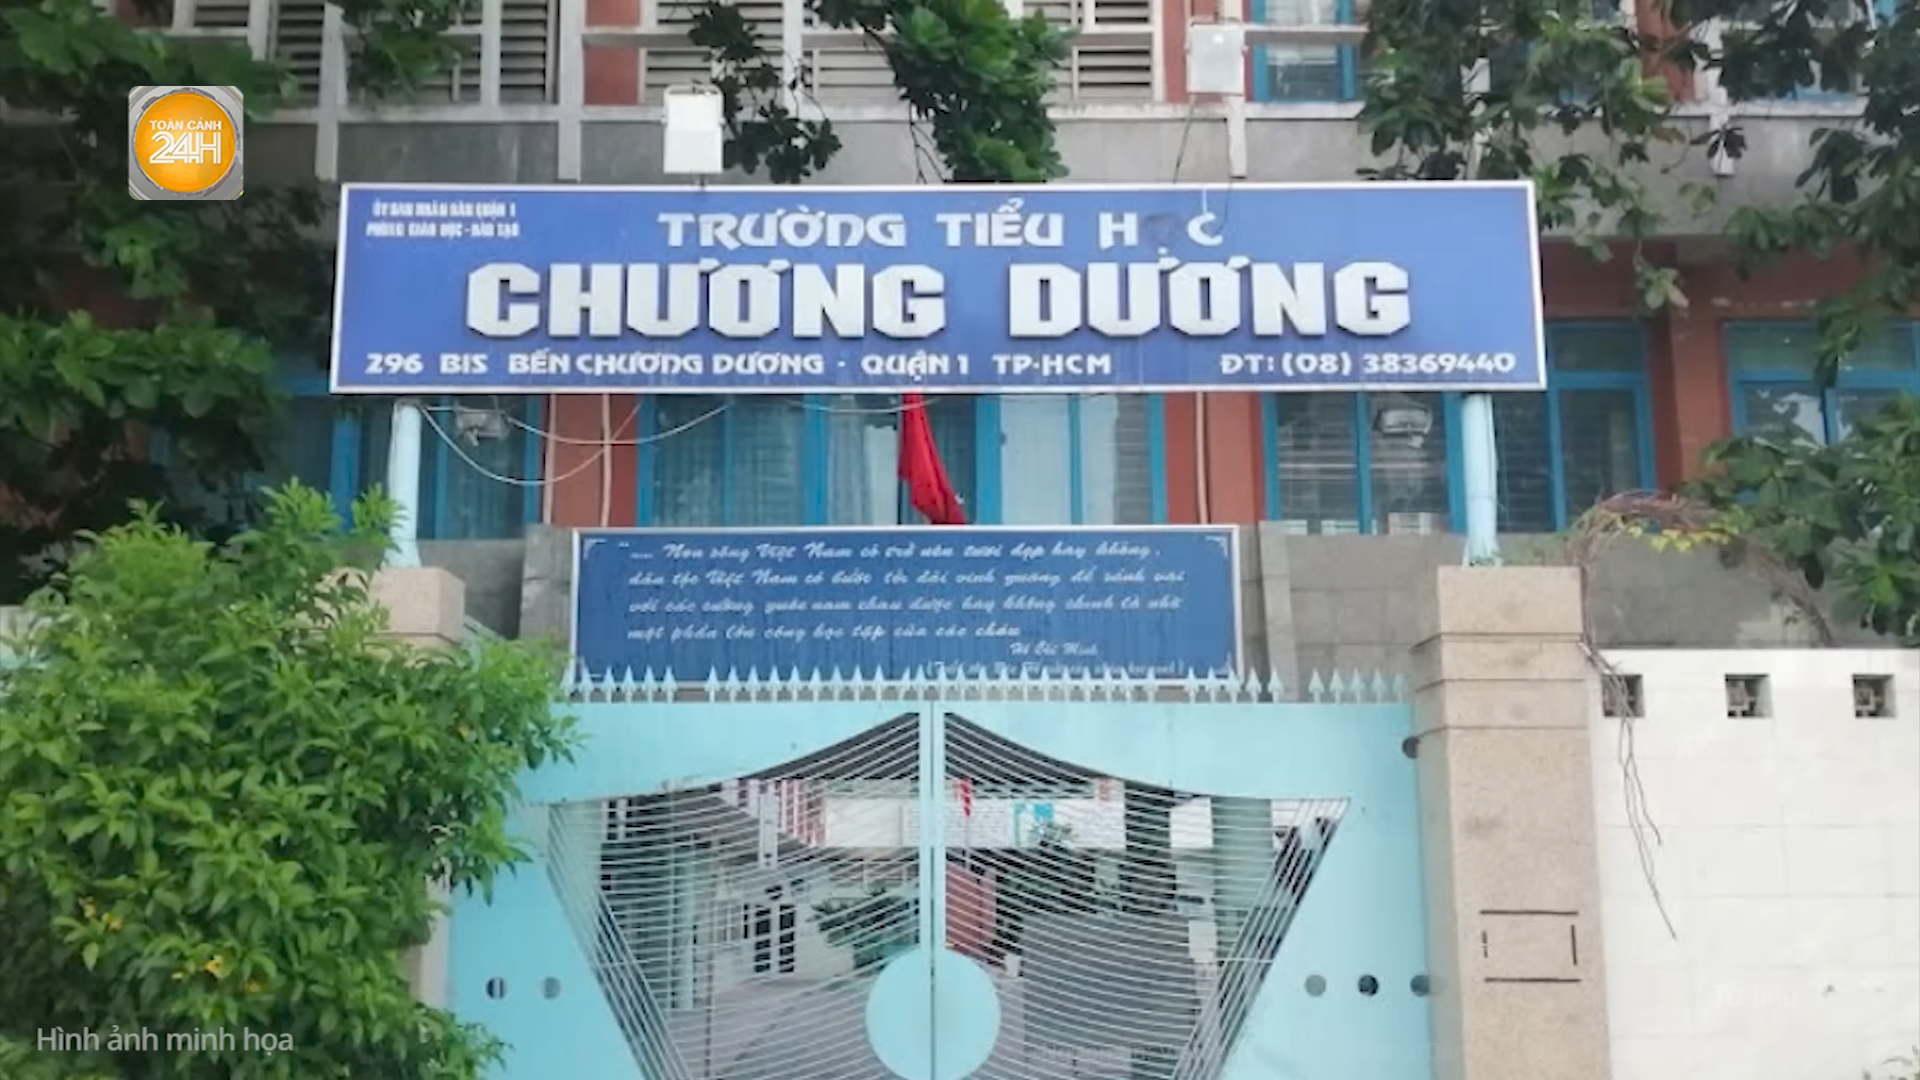 TOÀN CẢNH
24H
ỦY BAN NHÂN DÂN QUẬN 1
PHÒNG GIÁO DỤC - ĐÀO TẠO
TRƯỜNG TIỂU HỌC
CHƯƠNG DƯƠNG
296 BIS BẾN CHƯƠNG DƯƠNG - QUẬN 1 TP-HCM ĐT: (08) 38369440
"... Non sông Việt Nam có trở nên tươi đẹp hay không,
dân tộc Việt Nam có bước tới đài vinh quang để sánh vai
với các cường quốc năm châu được hay không chính là nhờ
một phần lớn công học tập của các cháu
Hồ Chí Minh
Hình ảnh minh họa